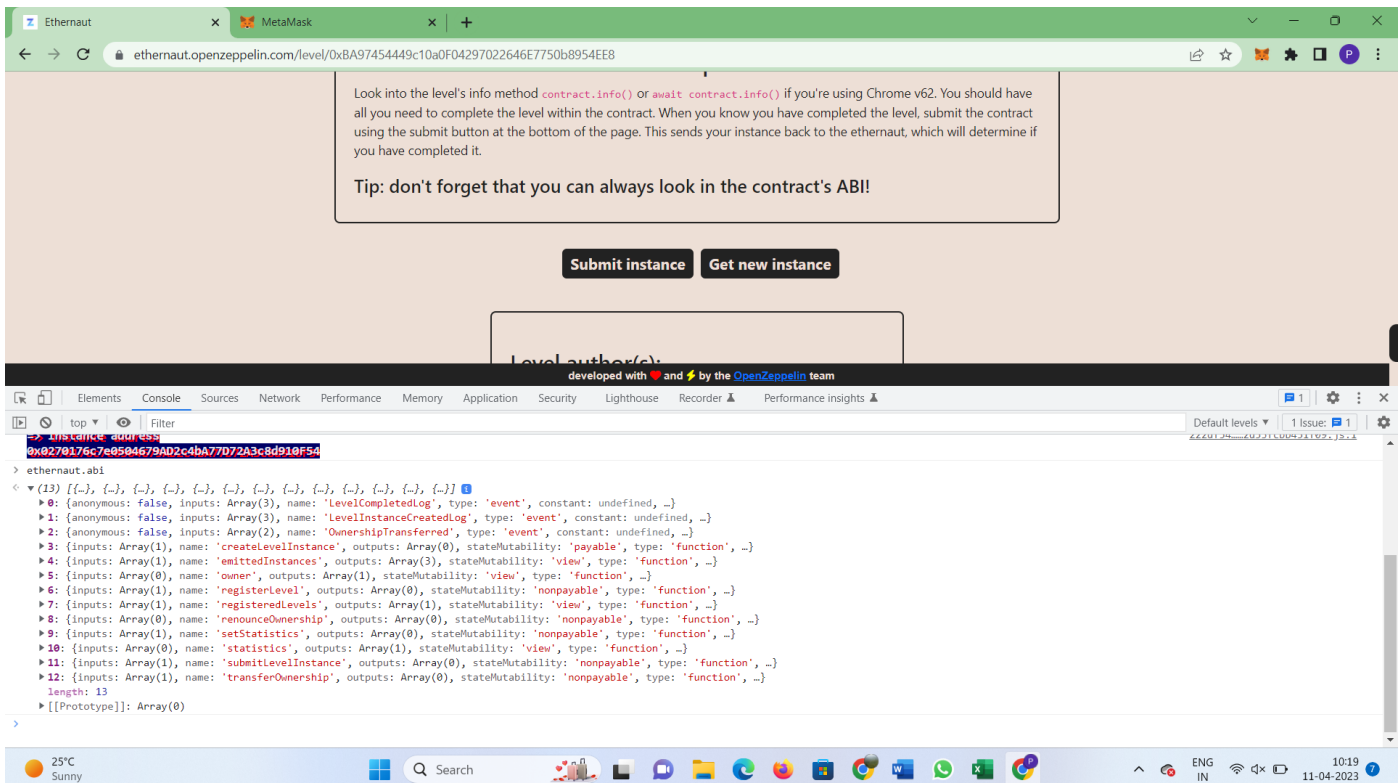 Ethernaut
MetaMask
ethernaut.openzeppelin.com/level/0xBA97454449c10a0F04297022646E7750b8954EE8
P
Look into the level's info method contract.info() or await contract.info() if you're using Chrome v62. You should have
all you need to complete the level within the contract. When you know you have completed the level, submit the contract
using the submit button at the bottom of the page. This sends your instance back to the ethernaut, which will determine if
you have completed it.
Tip: don't forget that you can always look in the contract's ABI!
Submit instance Get new instance
Level author(s):
developed with and by the OpenZeppelin team
Elements Console Sources Network Performance Memory Application Security Lighthouse Recorder Performance insights 1
top Filter Default levels 1 Issue: 1
=> Instance address
0x0270176c7e0504679AD2c4bA77D72A3c8d910F54
> ethernaut.abi
(13) [{…}, {…}, {…}, {…}, {…}, {…}, {…}, {…}, {…}, {…}, {…}, {…}, {…}]
0: {anonymous: false, inputs: Array(3), name: 'LevelCompletedLog', type: 'event', constant: undefined, …}
1: {anonymous: false, inputs: Array(3), name: 'LevelInstanceCreatedLog', type: 'event', constant: undefined, …}
2: {anonymous: false, inputs: Array(2), name: 'OwnershipTransferred', type: 'event', constant: undefined, …}
3: {inputs: Array(1), name: 'createLevelInstance', outputs: Array(0), stateMutability: 'payable', type: 'function', …}
4: {inputs: Array(1), name: 'emittedInstances', outputs: Array(3), stateMutability: 'view', type: 'function', …}
5: {inputs: Array(0), name: 'owner', outputs: Array(1), stateMutability: 'view', type: 'function', …}
6: {inputs: Array(1), name: 'registerLevel', outputs: Array(0), stateMutability: 'nonpayable', type: 'function', …}
7: {inputs: Array(1), name: 'registeredLevels', outputs: Array(1), stateMutability: 'view', type: 'function', …}
8: {inputs: Array(0), name: 'renounceOwnership', outputs: Array(0), stateMutability: 'nonpayable', type: 'function', …}
9: {inputs: Array(1), name: 'setStatistics', outputs: Array(0), stateMutability: 'nonpayable', type: 'function', …}
10: {inputs: Array(0), name: 'statistics', outputs: Array(1), stateMutability: 'view', type: 'function', …}
11: {inputs: Array(1), name: 'submitLevelInstance', outputs: Array(0), stateMutability: 'nonpayable', type: 'function', …}
12: {inputs: Array(1), name: 'transferOwnership', outputs: Array(0), stateMutability: 'nonpayable', type: 'function', …}
length: 13
[[Prototype]]: Array(0)
>
25°C
Sunny
Search
ENG
IN
10:19
11-04-2023
7